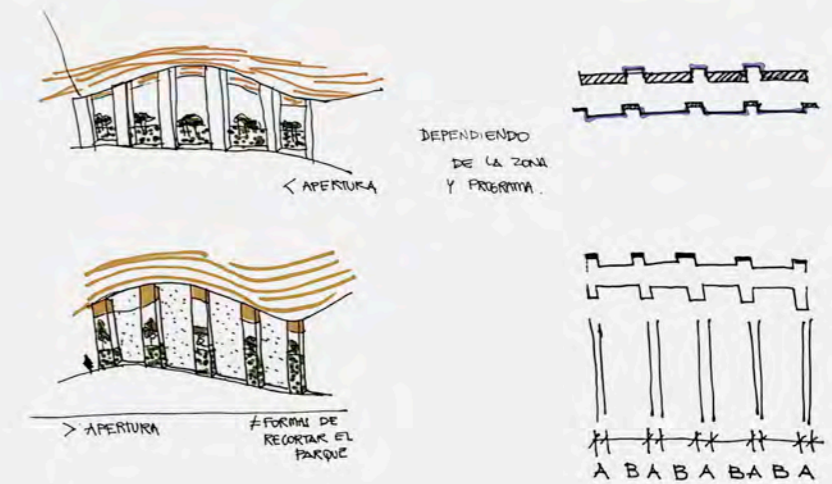 < APERTURA
DEPENDIENDO
DE LA ZONA
Y PROGRAMA.
> APERTURA
≠ FORMAS DE
RECORTAR EL
PARQUE
A B A B A B A B A